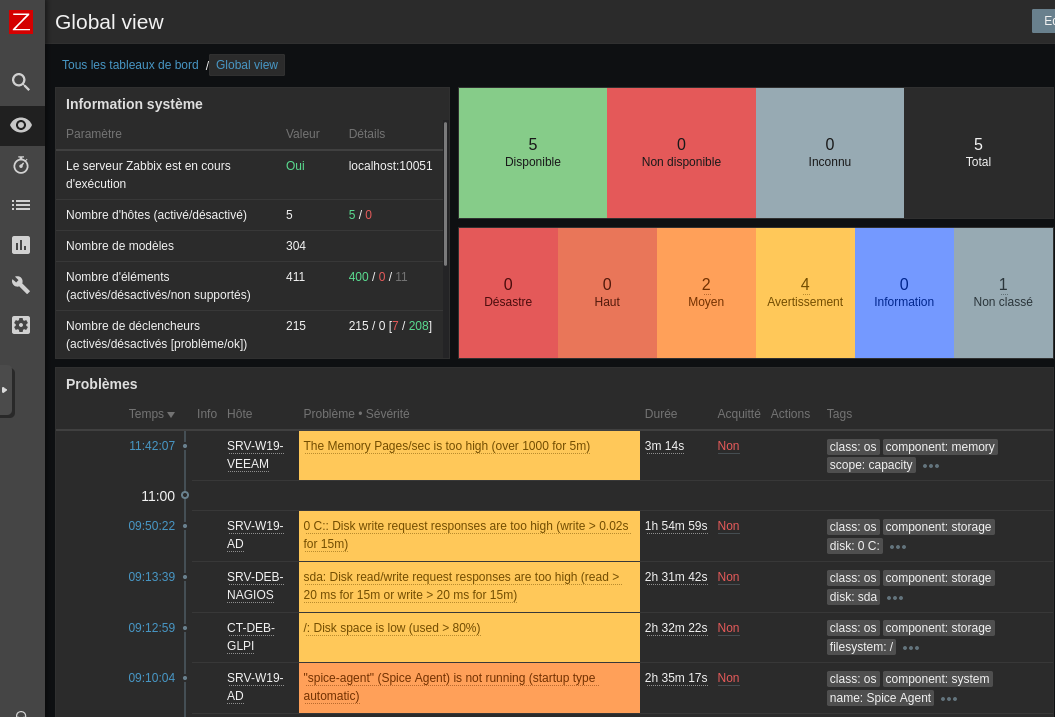 Z
Global view
Tous les tableaux de bord / Global view
Information système
Paramètre Valeur Détails
Le serveur Zabbix est en cours Oui localhost:10051
d'exécution
Nombre d'hôtes (activé/désactivé) 5 5 / 0
Nombre de modèles 304
Nombre d'éléments 411 400 / 0 / 11
(activés/désactivés/non supportés)
Nombre de déclencheurs 215 215 / 0 [7 / 208]
(activés/désactivés [problème/ok])
5 0 0 5
Disponible Non disponible Inconnu Total
0 0 2 4 0 1
Désastre Haut Moyen Avertissement Information Non classé
Problèmes
Temps Info Hôte Problème • Sévérité Durée Acquitté Actions Tags
11:42:07 SRV-W19- The Memory Pages/sec is too high (over 1000 for 5m) 3m 14s Non class: os component: memory
VEEAM scope: capacity
11:00
09:50:22 SRV-W19- 0 C:: Disk write request responses are too high (write > 0.02s 1h 54m 59s Non class: os component: storage
AD for 15m) disk: 0 C:
09:13:39 SRV-DEB- sda: Disk read/write request responses are too high (read > 2h 31m 42s Non class: os component: storage
NAGIOS 20 ms for 15m or write > 20 ms for 15m) disk: sda
09:12:59 CT-DEB- /: Disk space is low (used > 80%) 2h 32m 22s Non class: os component: storage
GLPI filesystem: /
09:10:04 SRV-W19- "spice-agent" (Spice Agent) is not running (startup type 2h 35m 17s Non class: os component: system
AD automatic) name: Spice Agent